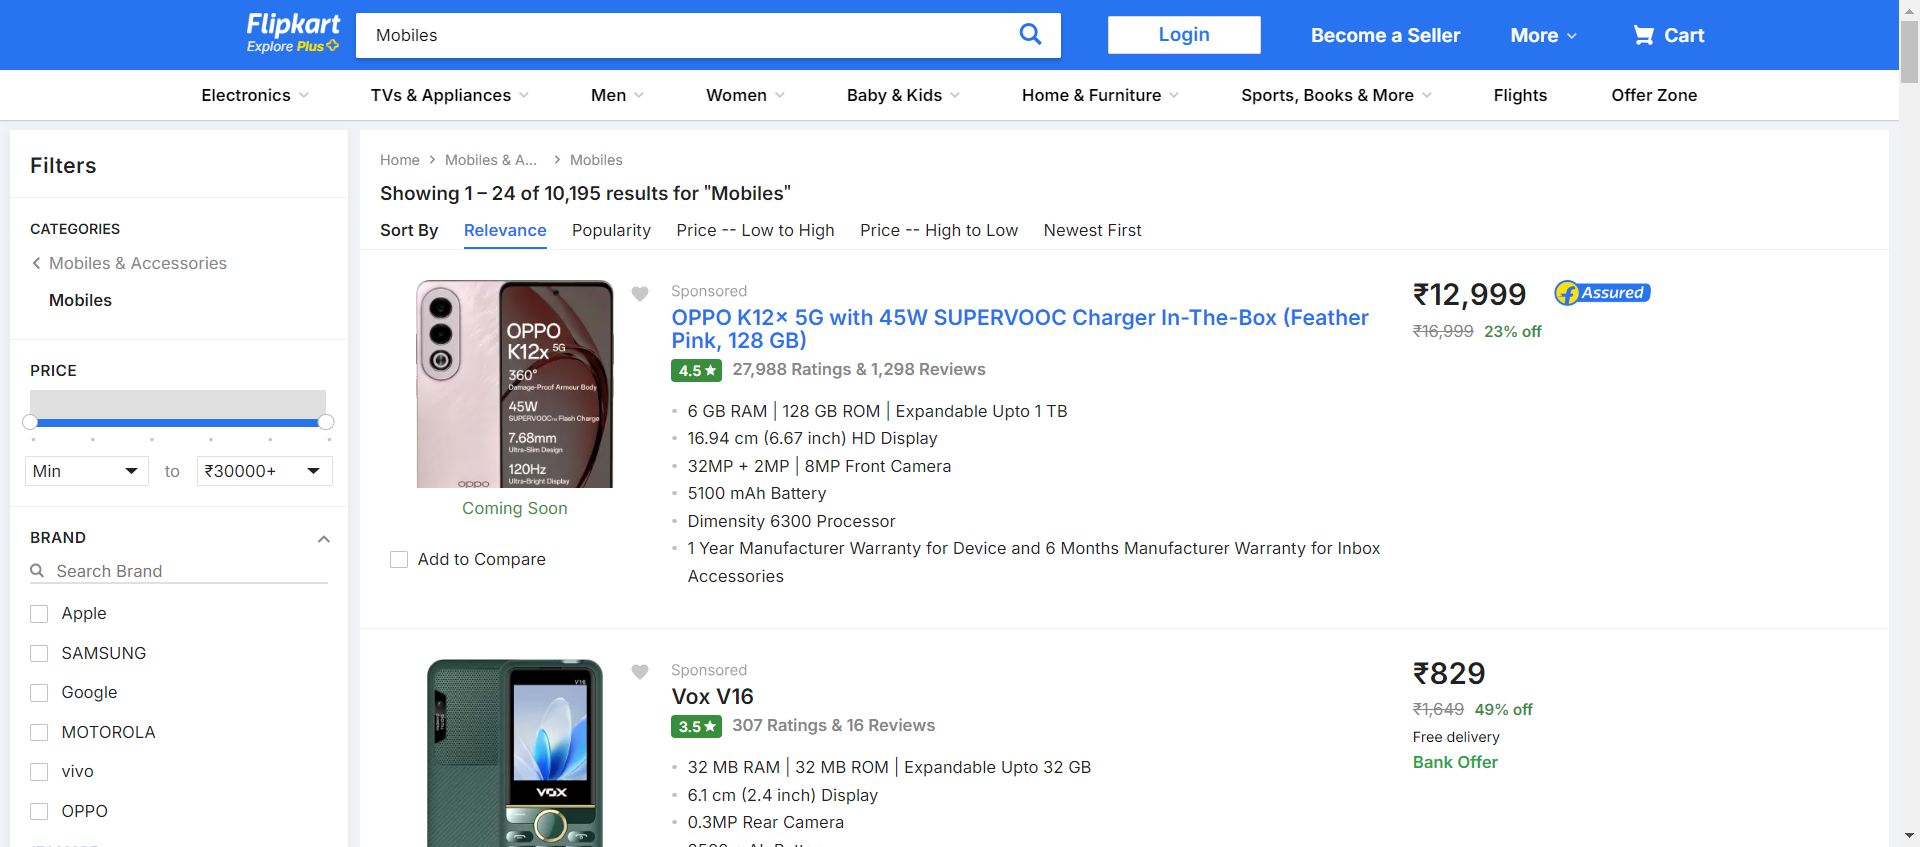 Flipkart
Explore Plus
Mobiles
Login
Become a Seller
More
Cart
Electronics
TVs & Appliances
Men
Women
Baby & Kids
Home & Furniture
Sports, Books & More
Flights
Offer Zone
Filters
CATEGORIES
Mobiles & Accessories
Mobiles
PRICE
Min to ₹30000+
BRAND
Search Brand
Apple
SAMSUNG
Google
MOTOROLA
vivo
OPPO
Home > Mobiles & A... > Mobiles
Showing 1 – 24 of 10,195 results for "Mobiles"
Sort By Relevance Popularity Price -- Low to High Price -- High to Low Newest First
OPPO
K12x 5G
360°
Damage-Proof Armour Body
45W
SUPERVOOC™ Flash Charge
7.68mm
Ultra-Slim Design
120Hz
Ultra-Bright Display
oppo
Coming Soon
Add to Compare
Sponsored
OPPO K12x 5G with 45W SUPERVOOC Charger In-The-Box (Feather
Pink, 128 GB)
4.5★ 27,988 Ratings & 1,298 Reviews
6 GB RAM | 128 GB ROM | Expandable Upto 1 TB
16.94 cm (6.67 inch) HD Display
32MP + 2MP | 8MP Front Camera
5100 mAh Battery
Dimensity 6300 Processor
1 Year Manufacturer Warranty for Device and 6 Months Manufacturer Warranty for Inbox
Accessories
₹12,999
Assured
₹16,999 23% off
V16
VOX
Sponsored
Vox V16
3.5★ 307 Ratings & 16 Reviews
32 MB RAM | 32 MB ROM | Expandable Upto 32 GB
6.1 cm (2.4 inch) Display
0.3MP Rear Camera
₹829
₹1,649 49% off
Free delivery
Bank Offer